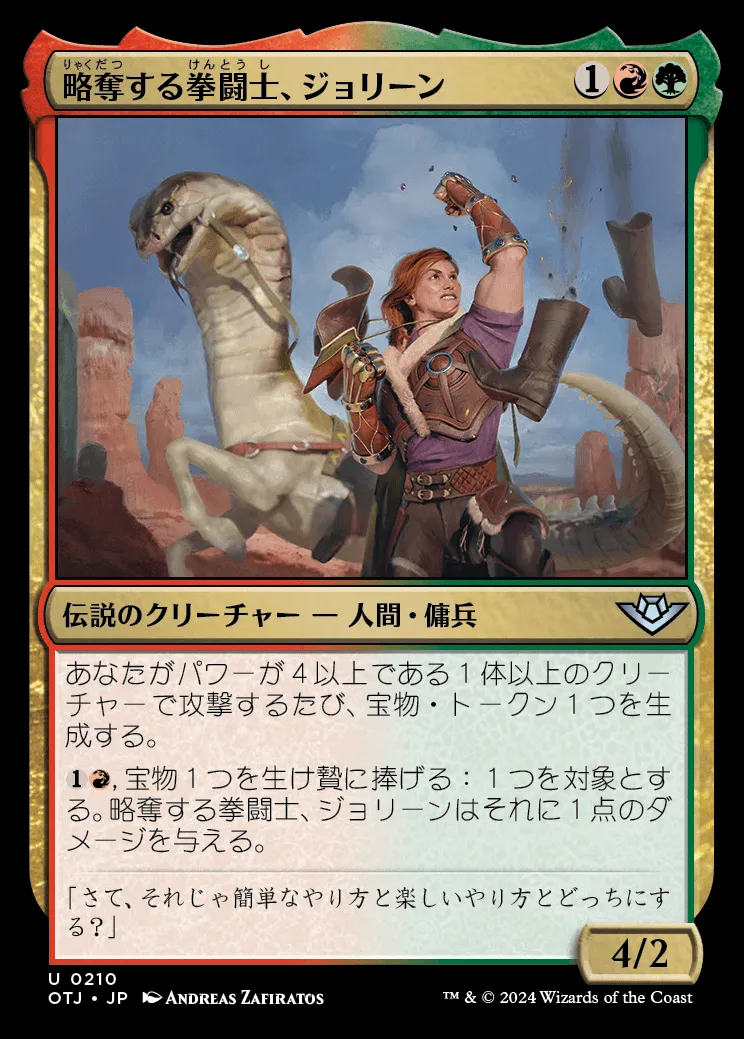 りゃくだつ けんとうし
略奪する拳闘士、ジョリーン 1
伝説のクリーチャー ― 人間・傭兵
あなたがパワーが4以上である1体以上のクリー
チャーで攻撃するたび、宝物・トークン1つを生
成する。
1, 宝物1つを生け贄に捧げる：1つを対象とす
る。略奪する拳闘士、ジョリーンはそれに1点のダ
メージを与える。
「さて、それじゃ簡単なやり方と楽しいやり方とどっちにす
る？」
4/2
U 0210
OTJ • JP ANDREAS ZAFIRATOS
™ & © 2024 Wizards of the Coast